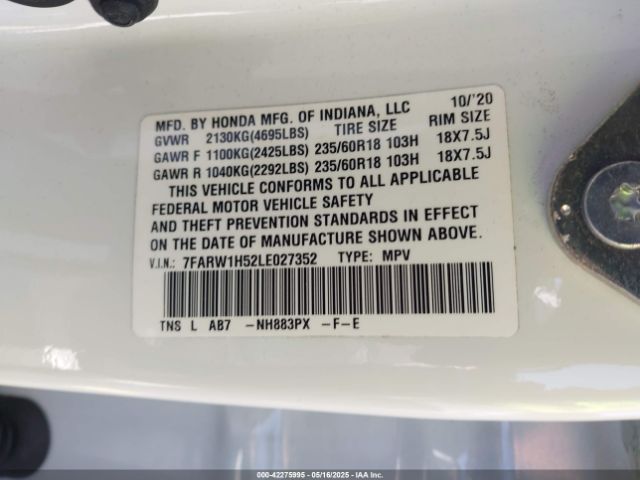 MFD. BY HONDA MFG. OF INDIANA, LLC 10/'20
GVWR 2130KG(4695LBS) TIRE SIZE RIM SIZE
GAWR F 1100KG(2425LBS) 235/60R18 103H 18X7.5J
GAWR R 1040KG(2292LBS) 235/60R18 103H 18X7.5J
THIS VEHICLE CONFORMS TO ALL APPLICABLE
FEDERAL MOTOR VEHICLE SAFETY
AND THEFT PREVENTION STANDARDS IN EFFECT
ON THE DATE OF MANUFACTURE SHOWN ABOVE.
V.I.N.: 7FARW1H52LE027352 TYPE: MPV
TNS L AB7 -NH883PX -F-E
000-42275995 - 05/16/2025 - IAAI, Inc.